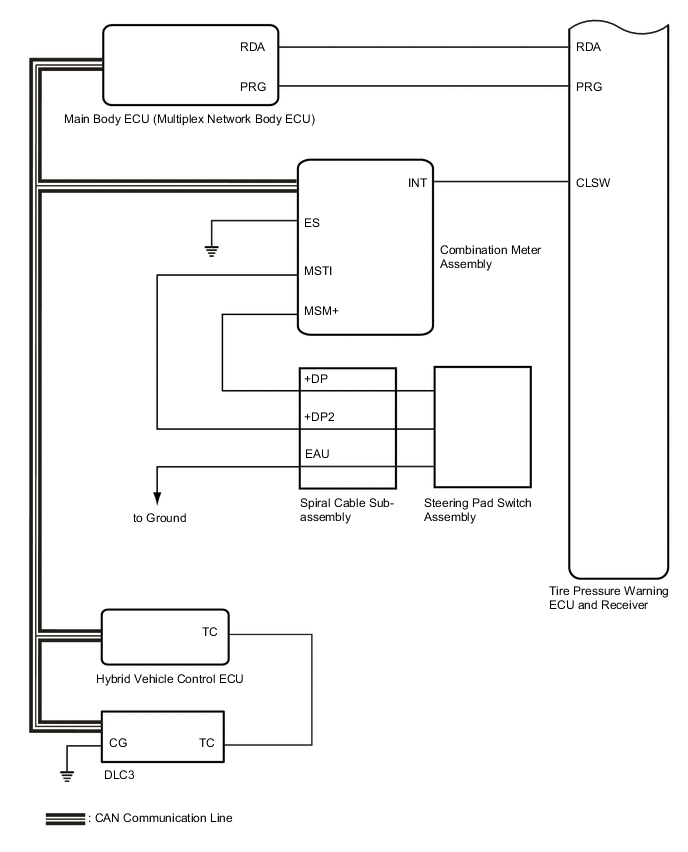 RDA
RDA
PRG
PRG
Main Body ECU (Multiplex Network Body ECU)
INT
CLSW
ES
Combination Meter
Assembly
MSTI
MSM+
+DP
+DP2
EAU
Spiral Cable Sub-
assembly
Steering Pad Switch
Assembly
to Ground
Tire Pressure Warning
ECU and Receiver
TC
Hybrid Vehicle Control ECU
CG
TC
DLC3
: CAN Communication Line